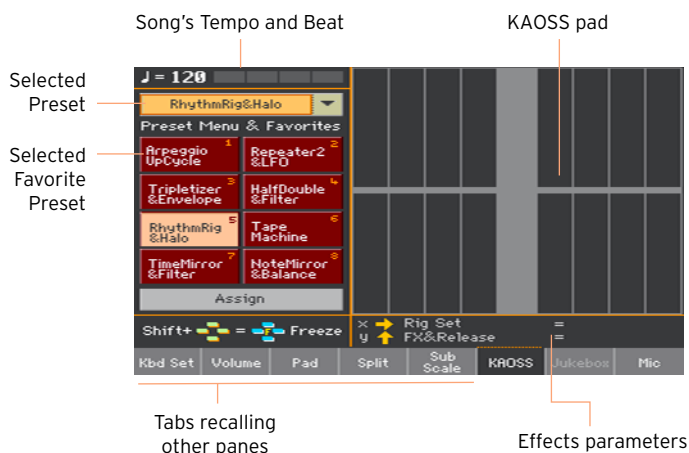 Song's Tempo and Beat
KAOSS pad
♩ = 120
Selected
Preset
RhythmRig&Halo
Preset Menu & Favorites
Selected
Favorite
Preset
Arpeggio
UpCycle
1
Repeater2
&LFO
2
Tripletizer
&Envelope
3
HalfDouble
&Filter
4
RhythmRig
&Halo
5
Tape
Machine
6
TimeMirror
&Filter
7
NoteMirror
&Balance
8
Assign
Shift+ = F Freeze
x Rig Set =
y FX&Release =
Kbd Set
Volume
Pad
Split
Sub
Scale
KAOSS
Jukebox
Mic
Tabs recalling
other panes
Effects parameters